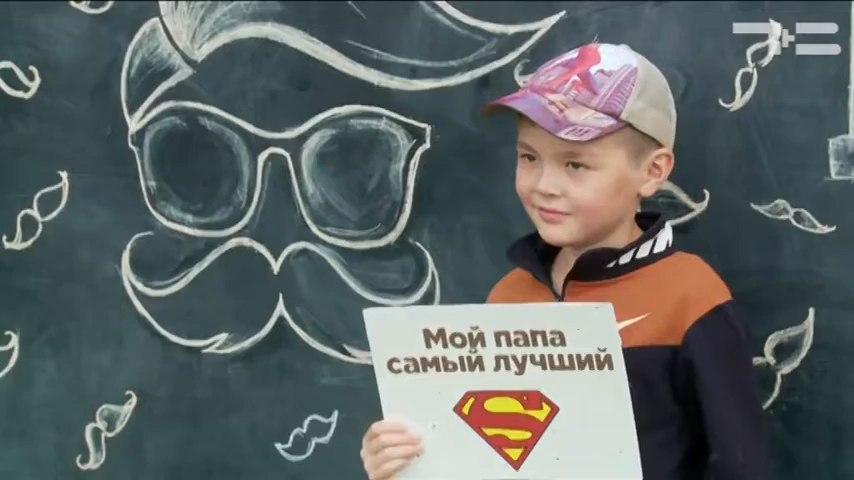 Мой папа
самый лучший
S